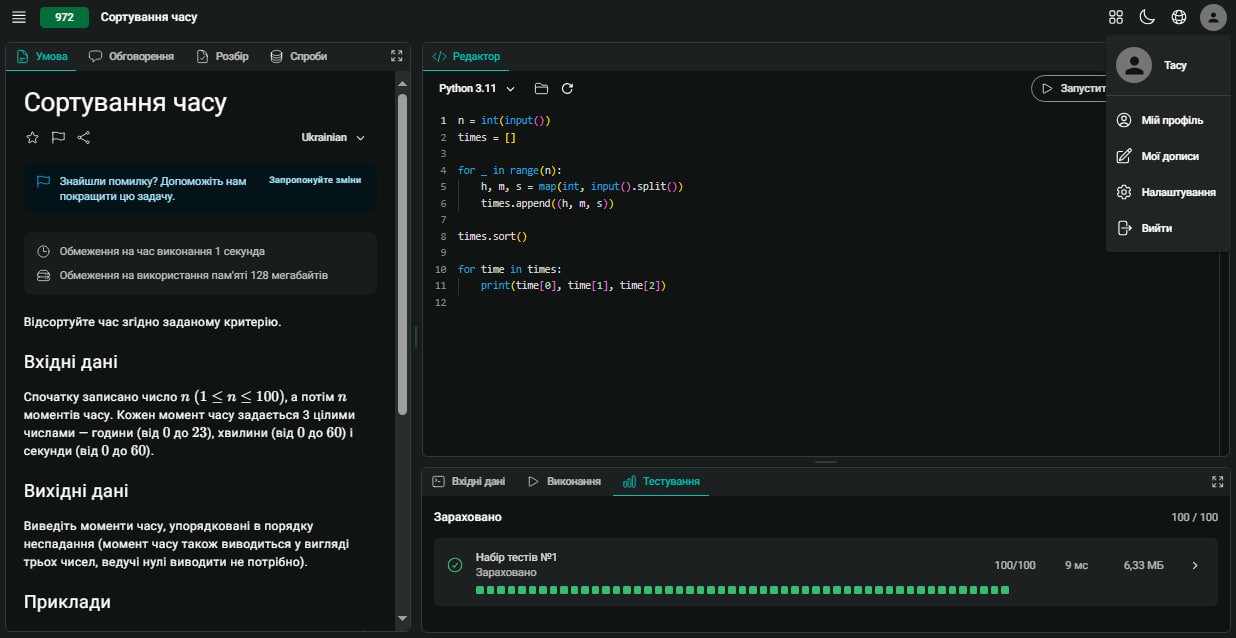 972 Сортування часу
Умова Обговорення Розбір Спроби
Сортування часу
Ukrainian
Знайшли помилку? Допоможіть нам
покращити цю задачу.
Запропонуйте зміни
Обмеження на час виконання 1 секунда
Обмеження на використання пам'яті 128 мегабайтів
Відсортуйте час згідно заданому критерію.
Вхідні дані
Спочатку записано число n (1 ≤ n ≤ 100), а потім n
моментів часу. Кожен момент часу задається 3 цілими
числами — години (від 0 до 23), хвилини (від 0 до 60) і
секунди (від 0 до 60).
Вихідні дані
Виведіть моменти часу, упорядковані в порядку
неспадання (момент часу також виводиться у вигляді
трьох чисел, ведучі нулі виводити не потрібно).
Приклади
</> Редактор
Python 3.11
Запустит
1 n = int(input())
2 times = []
3
4 for _ in range(n):
5 h, m, s = map(int, input().split())
6 times.append((h, m, s))
7
8 times.sort()
9
10 for time in times:
11 print(time[0], time[1], time[2])
12
Тасу
Мій профіль
Мої дописи
Налаштування
Вийти
Вхідні дані Виконання Тестування
Зараховано 100 / 100
Набір тестів №1
Зараховано
100/100 9 мс 6,33 МБ